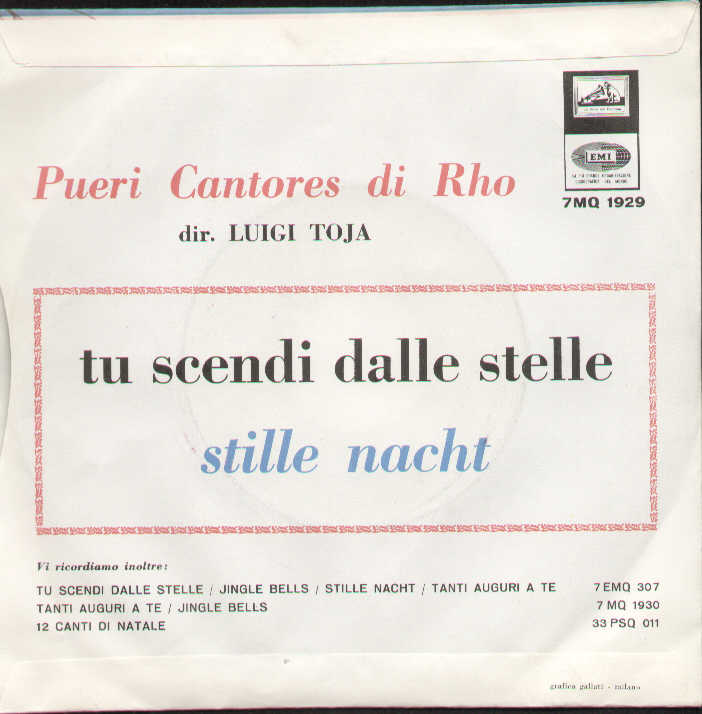 Pueri Cantores di Rho
dir. LUIGI TOJA
EMI
7MQ 1929
tu scendi dalle stelle
stille nacht
Vi ricordiamo inoltre:
TU SCENDI DALLE STELLE / JINGLE BELLS / STILLE NACHT / TANTI AUGURI A TE 7 EMQ 307
TANTI AUGURI A TE / JINGLE BELLS 7 MQ 1930
12 CANTI DI NATALE 33 PSQ 011
grafica gallati - milano